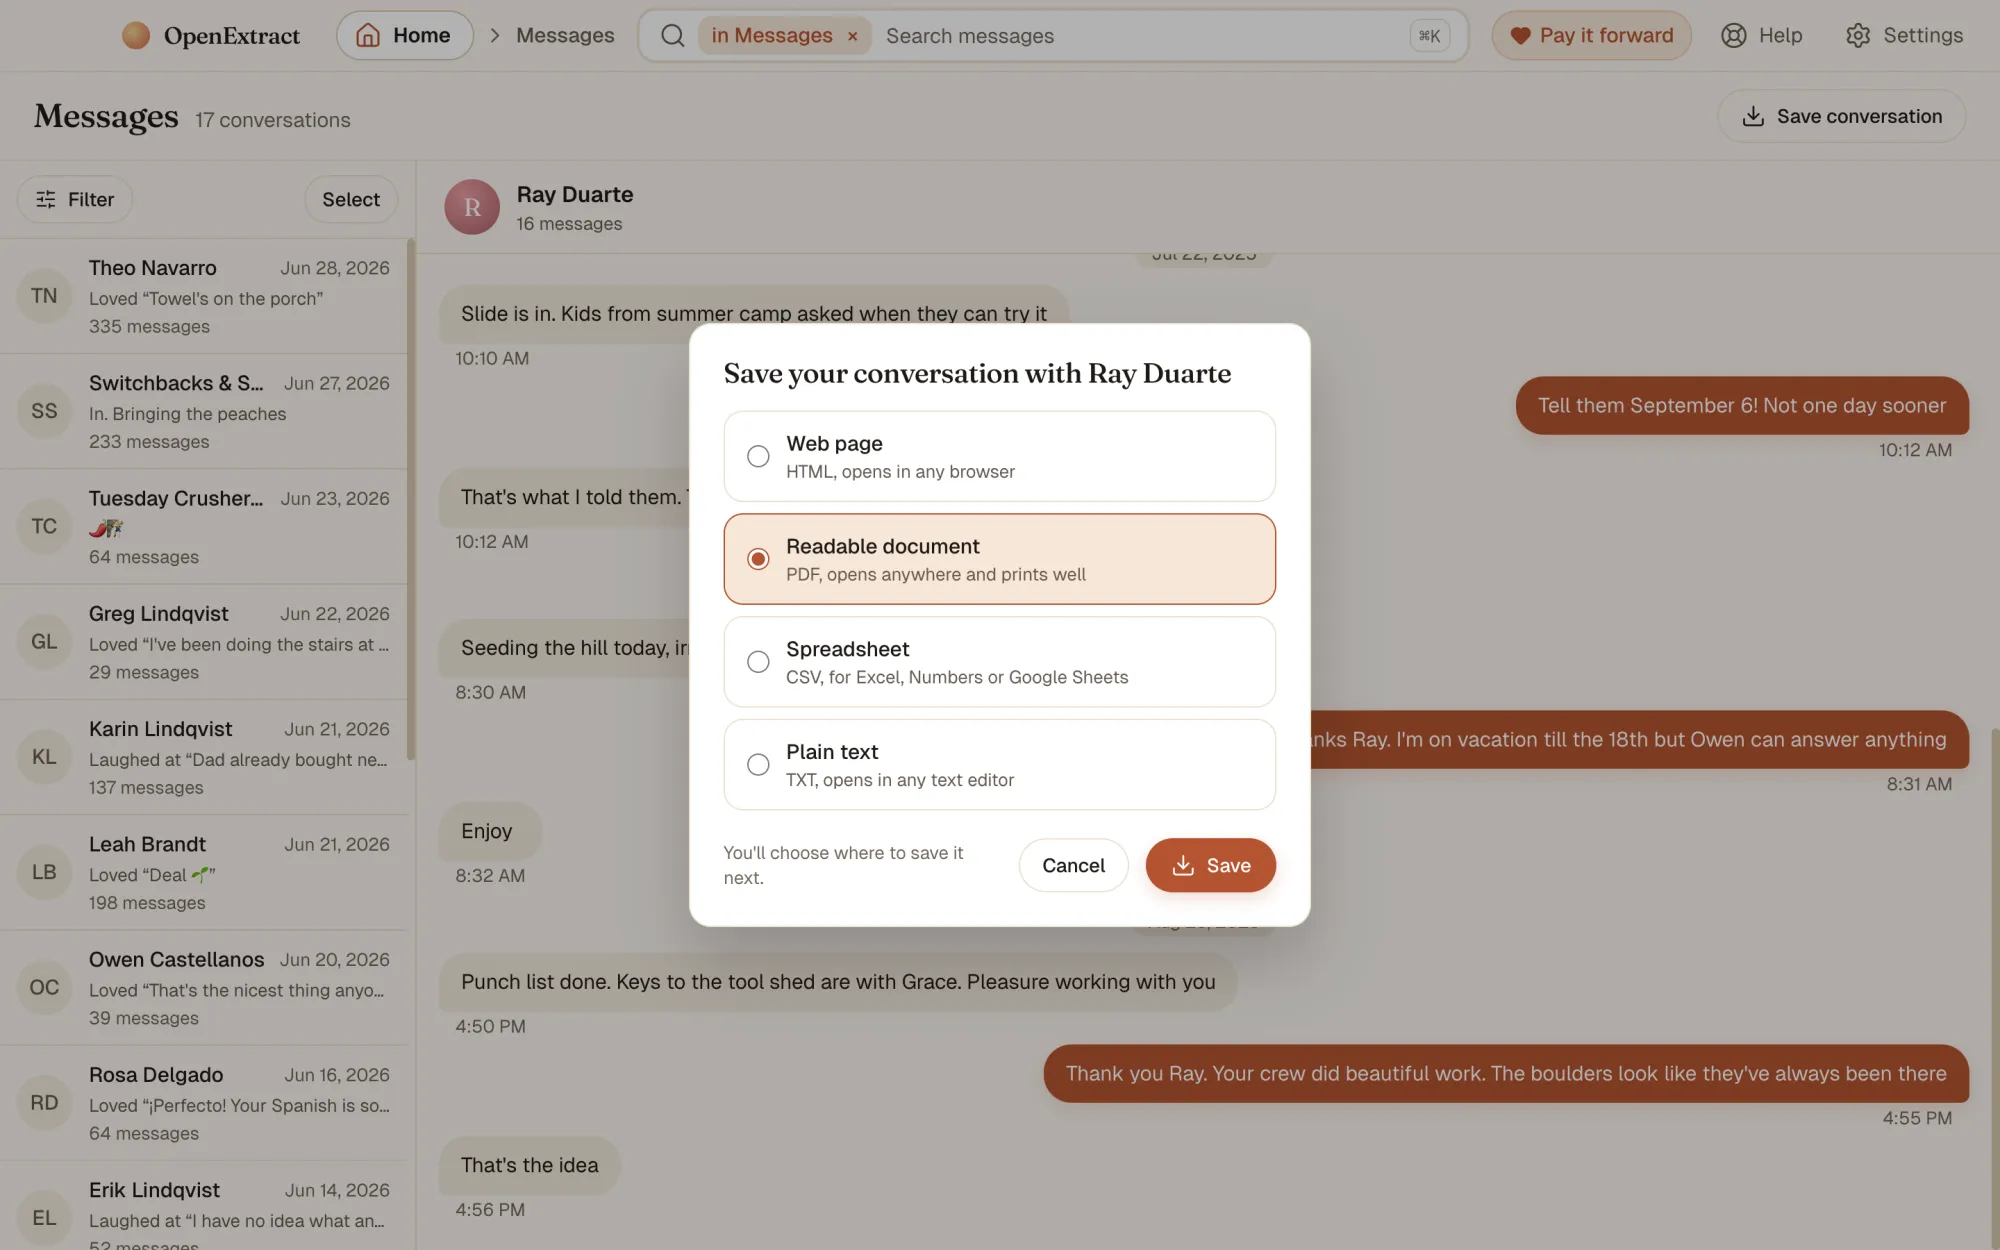 OpenExtract
Home
Messages
in Messages ×
Search messages
⌘K
Pay it forward
Help
Settings
Messages 17 conversations
Save conversation
Filter
Select
Theo Navarro Jun 28, 2026
TN
Loved “Towel's on the porch”
335 messages
Switchbacks & S... Jun 27, 2026
SS
In. Bringing the peaches
233 messages
Tuesday Crusher... Jun 23, 2026
TC
🌶️🧗
64 messages
Greg Lindqvist Jun 22, 2026
GL
Loved “I've been doing the stairs at ...
29 messages
Karin Lindqvist Jun 21, 2026
KL
Laughed at “Dad already bought ne...
137 messages
Leah Brandt Jun 21, 2026
LB
Loved “Deal 🌱”
198 messages
Owen Castellanos Jun 20, 2026
OC
Loved “That's the nicest thing anyo...
39 messages
Rosa Delgado Jun 16, 2026
RD
Loved “¡Perfecto! Your Spanish is so...
64 messages
Erik Lindqvist Jun 14, 2026
EL
Laughed at “I have no idea what an...
52 messages
R
Ray Duarte
16 messages
Jul 22, 2025
Slide is in. Kids from summer camp asked when they can try it
10:10 AM
Tell them September 6! Not one day sooner
10:12 AM
That's what I told them.
10:12 AM
Seeding the hill today,
8:30 AM
Ray. I'm on vacation till the 18th but Owen can answer anything
8:31 AM
Enjoy
8:32 AM
Punch list done. Keys to the tool shed are with Grace. Pleasure working with you
4:50 PM
Thank you Ray. Your crew did beautiful work. The boulders look like they've always been there
4:55 PM
That's the idea
4:56 PM
Save your conversation with Ray Duarte
Web page
HTML, opens in any browser
Readable document
PDF, opens anywhere and prints well
Spreadsheet
CSV, for Excel, Numbers or Google Sheets
Plain text
TXT, opens in any text editor
You'll choose where to save it
next.
Cancel
Save